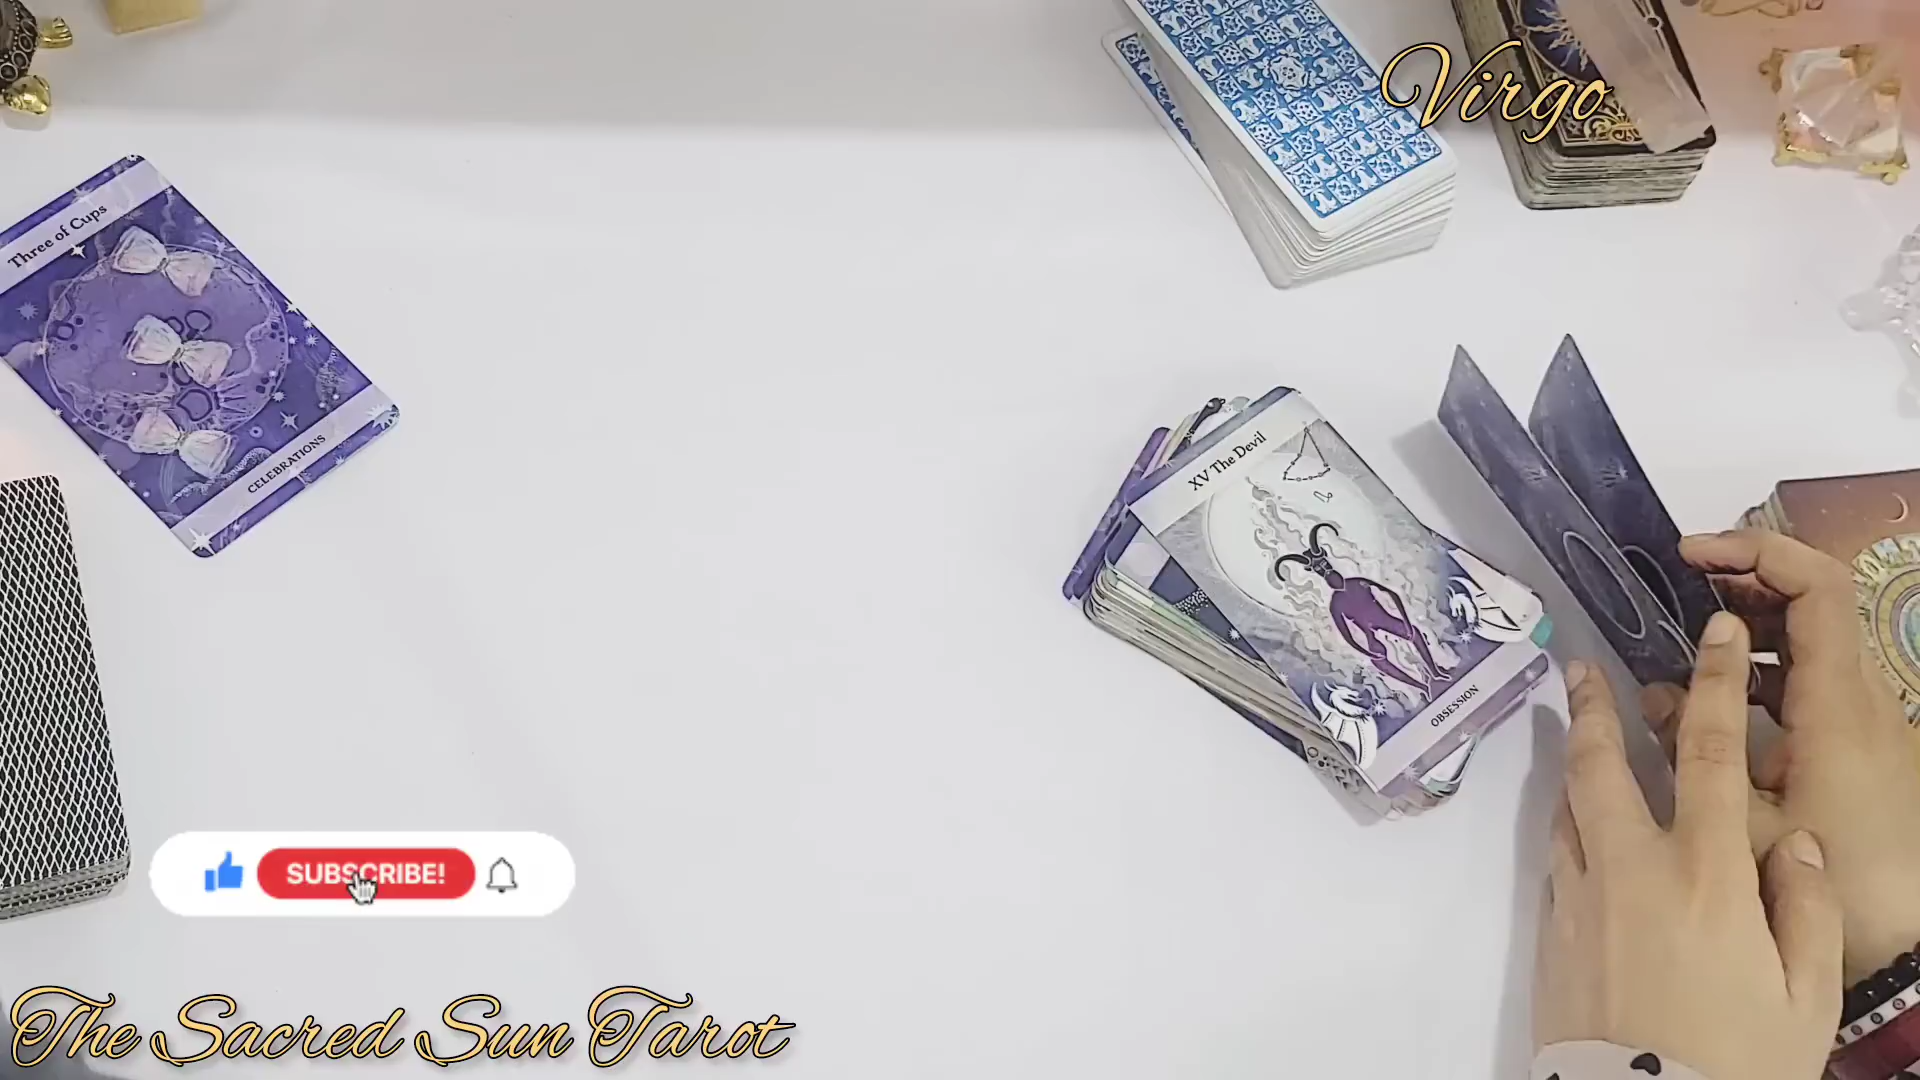 Virgo
Three of Cups
CELEBRATIONS
XV The Devil
OBSESSION
SUBSCRIBE!
The Sacred Sun Tarot